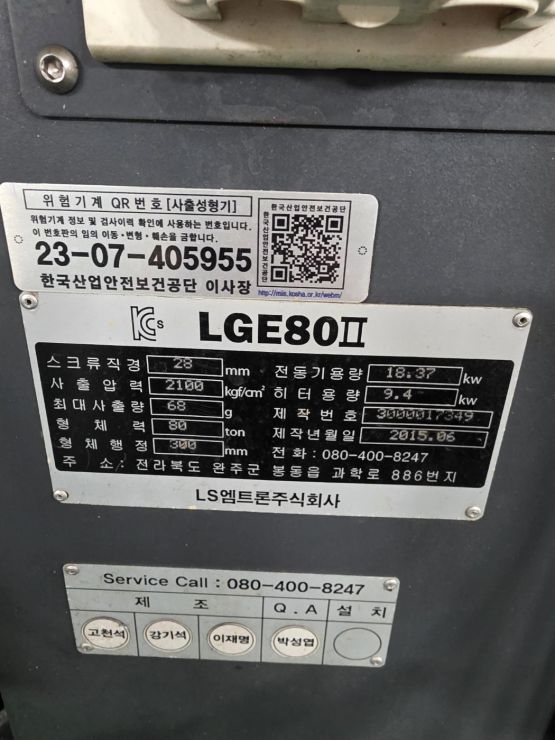 위험기계 QR번호 [사출성형기]
위험기계 정보 및 검사이력 확인에 사용하는 번호입니다.
이 번호판의 임의 이동·변형·훼손을 금합니다.
23-07-405955
한국산업안전보건공단 이사장
한국산업안전보건공단
http://miis.kosha.or.kr/webm/
KCs LGE80II
스크류직경 28 mm 전동기용량 18.37 kw
사출압력 2100 kgf/cm² 히터용량 9.4 kw
최대사출량 68 g 제작번호 3000017349
형체력 80 ton 제작년월일 2015.06
형체행정 300 mm 전화 : 080-400-8247
주소 : 전라북도 완주군 봉동읍 과학로 886번지
LS엠트론주식회사
Service Call : 080-400-8247
제조 Q.A 설치
고천석 강기석 이재명 박성엽